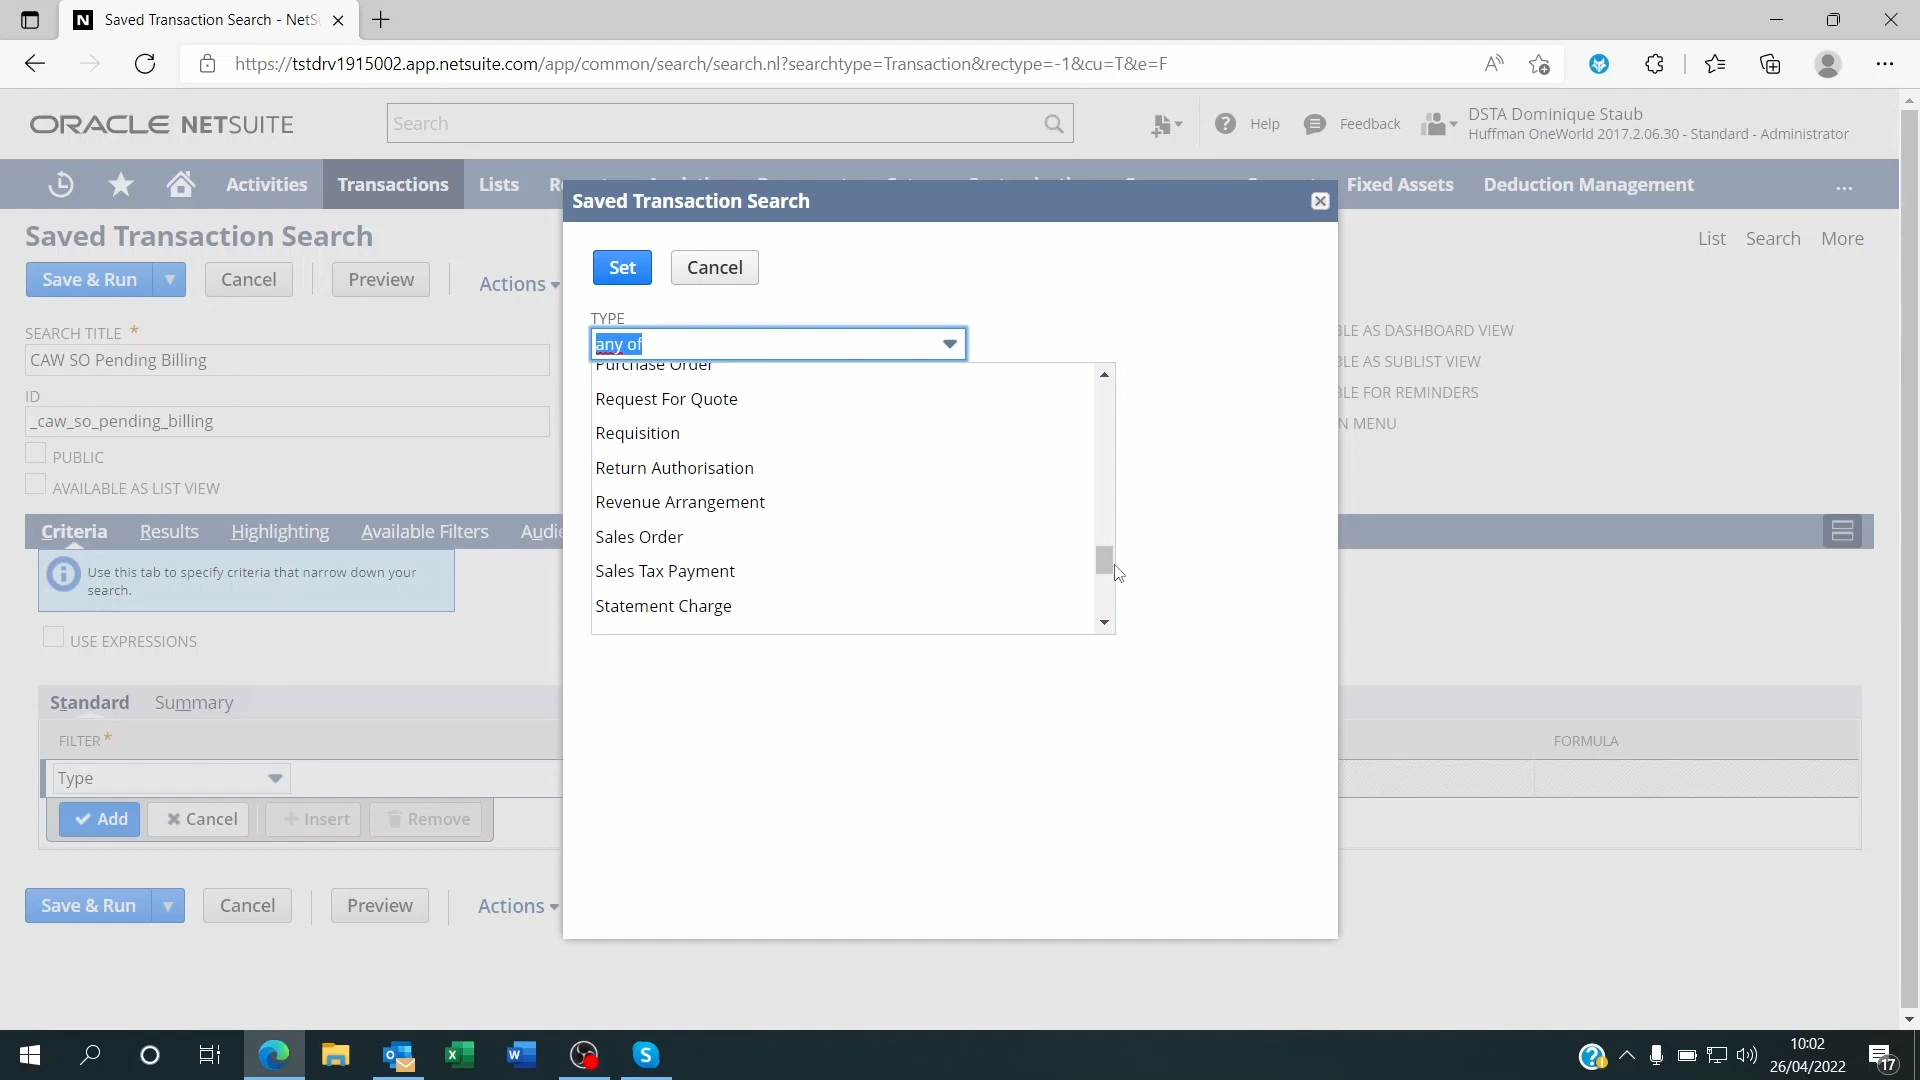 Saved Transaction Search - NetS
https://tstdrv1915002.app.netsuite.com/app/common/search/search.nl?searchtype=Transaction&rectype=-1&cu=T&e=F
ORACLE NETSUITE
Search
Help
Feedback
DSTA Dominique Staub
Huffman OneWorld 2017.2.06.30 - Standard - Administrator
Activities
Transactions
Lists
Fixed Assets
Deduction Management
...
Saved Transaction Search
List
Search
More
Save & Run
Cancel
Preview
Actions
SEARCH TITLE *
CAW SO Pending Billing
ID
_caw_so_pending_billing
PUBLIC
AVAILABLE AS LIST VIEW
LE AS DASHBOARD VIEW
LE AS SUBLIST VIEW
LE FOR REMINDERS
N MENU
Criteria
Results
Highlighting
Available Filters
Audie
Use this tab to specify criteria that narrow down your
search.
USE EXPRESSIONS
Standard
Summary
FILTER *
FORMULA
Type
Add
Cancel
Insert
Remove
Save & Run
Cancel
Preview
Actions
Saved Transaction Search
Set
Cancel
TYPE
any of
Purchase Order
Request For Quote
Requisition
Return Authorisation
Revenue Arrangement
Sales Order
Sales Tax Payment
Statement Charge
10:02
26/04/2022
17